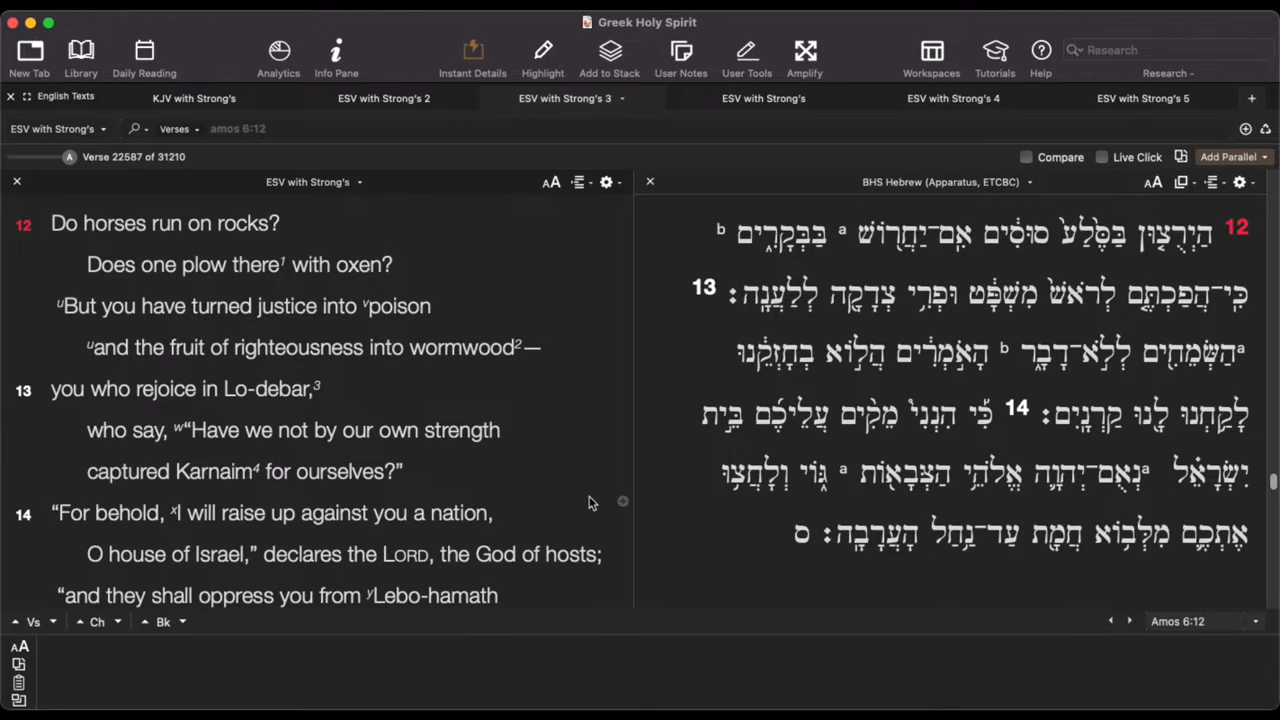 Greek Holy Spirit
New Tab
Library
Daily Reading
Analytics
Info Pane
Instant Details
Highlight
Add to Stack
User Notes
User Tools
Amplify
Workspaces
Tutorials
Help
Research
Research
English Texts
KJV with Strong's
ESV with Strong's 2
ESV with Strong's 3
ESV with Strong's
ESV with Strong's 4
ESV with Strong's 5
ESV with Strong's
Verses
amos 6:12
A Verse 22587 of 31210
Compare
Live Click
Add Parallel
ESV with Strong's
12 Do horses run on rocks?
Does one plow there¹ with oxen?
ᵘBut you have turned justice into ᵛpoison
ᵘand the fruit of righteousness into wormwood²—
13 you who rejoice in Lo-debar,³
who say, ʷ“Have we not by our own strength
captured Karnaim⁴ for ourselves?”
14 “For behold, ˣI will raise up against you a nation,
O house of Israel,” declares the LORD, the God of hosts;
“and they shall oppress you from ʸLebo-hamath
BHS Hebrew (Apparatus, ETCBC)
12 הַיְרֻצ֤וּן בַּסֶּ֙לַע֙ סוּסִ֔ים אִֽם־יַחֲר֖וֹשׁ ᵃ בַּבְּקָרִ֑ים ᵇ
כִּֽי־הֲפַכְתֶּ֤ם לְרֹאשׁ֙ מִשְׁפָּ֔ט וּפְרִ֥י צְדָקָ֖ה לְלַעֲנָֽה׃ 13
ᵃהַשְּׂמֵחִ֖ים לְלֹ֣א דָבָ֑ר ᵇ הָאֹ֣מְרִ֔ים הֲל֣וֹא בְחָזְקֵ֔נוּ
לָקַ֥חְנוּ לָ֖נוּ קַרְנָֽיִם׃ 14 כִּ֡י הִנְנִי֩ מֵקִ֨ים עֲלֵיכֶ֜ם בֵּ֣ית
יִשְׂרָאֵ֗ל ᵃנְאֻם־יְהוָ֛ה אֱלֹהֵ֥י הַצְּבָא֖וֹת ᵃ גּ֑וֹי וְלָחֲצ֥וּ
אֶתְכֶ֛ם מִלְּב֥וֹא חֲמָ֖ת עַד־נַ֥חַל הָעֲרָבָֽה׃ ס
Vs
Ch
Bk
Amos 6:12